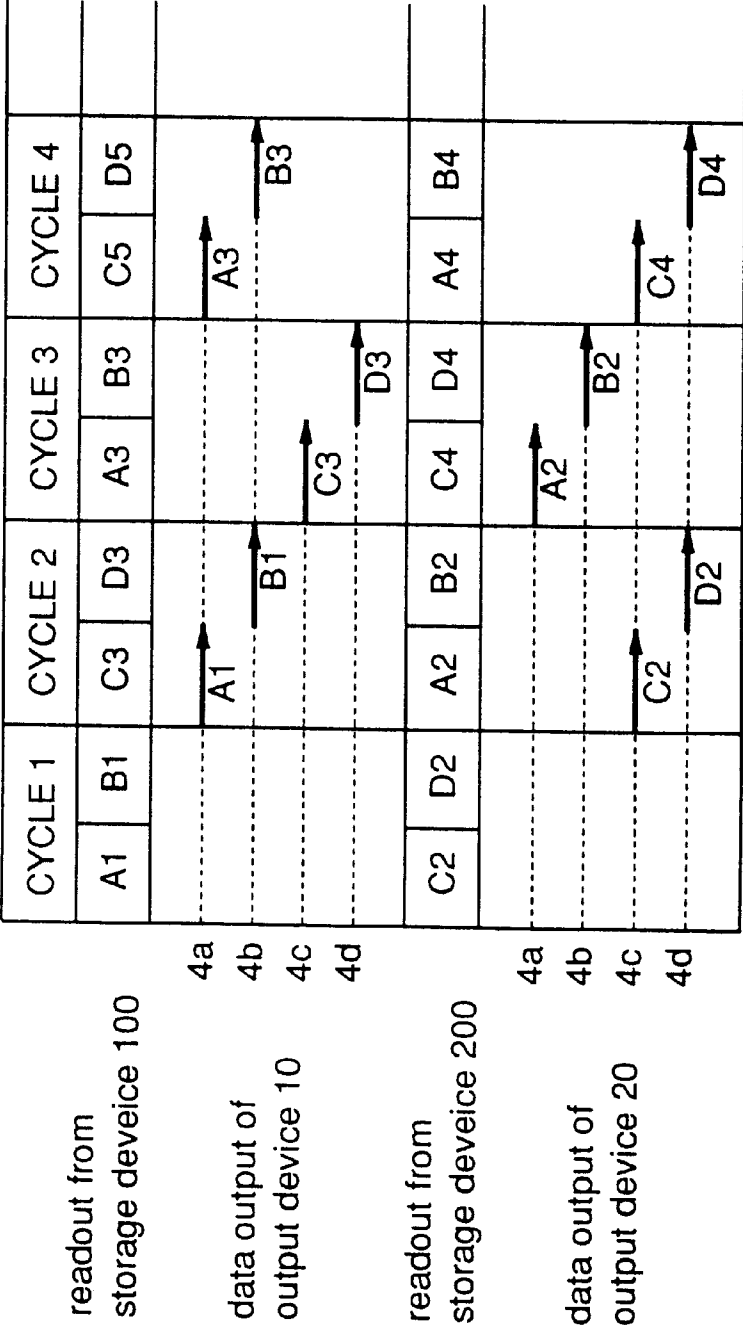 CYCLE 1 CYCLE 2 CYCLE 3 CYCLE 4
readout from
storage deveice 100
A1 B1 C3 D3 A3 B3 C5 D5
data output of
output device 10
4a
A1 A3
4b
B1 B3
4c
C3
4d
D3
readout from
storage deveice 200
C2 D2 A2 B2 C4 D4 A4 B4
data output of
output device 20
4a
A2
4b
B2
4c
C2 C4
4d
D2 D4